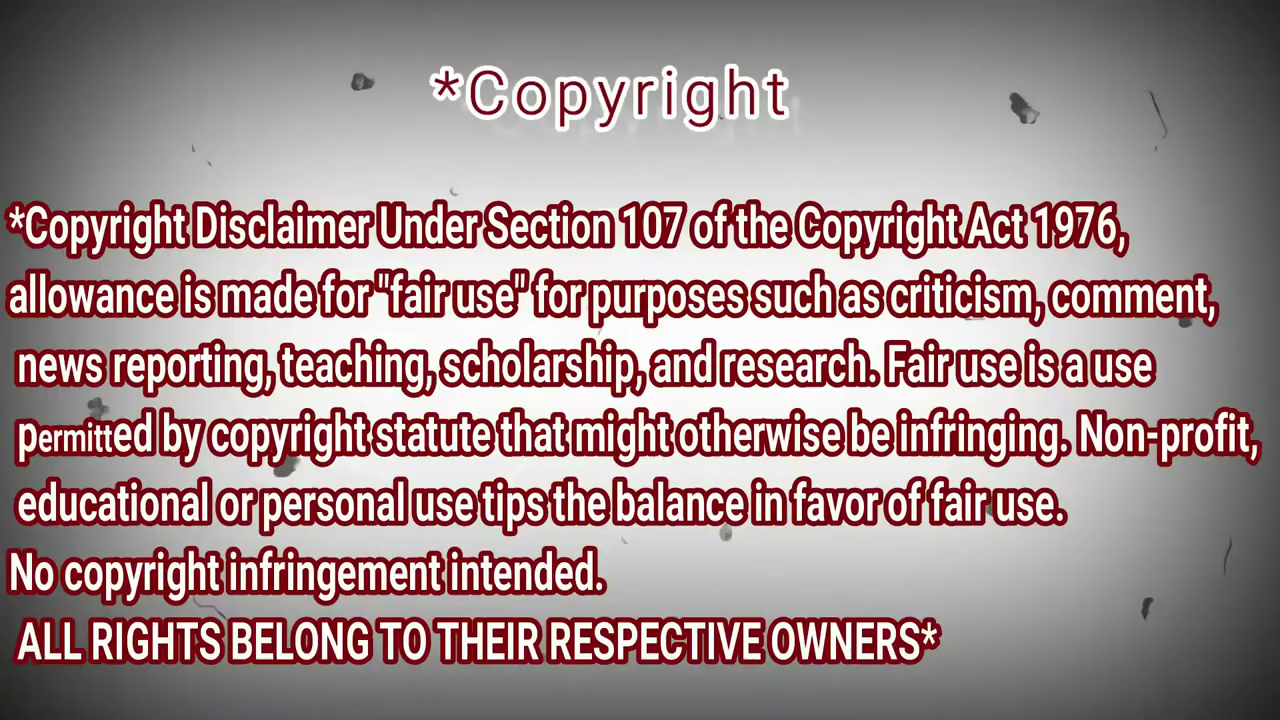 *Copyright
*Copyright Disclaimer Under Section 107 of the Copyright Act 1976,
allowance is made for "fair use" for purposes such as criticism, comment,
news reporting, teaching, scholarship, and research. Fair use is a use
permitted by copyright statute that might otherwise be infringing. Non-profit,
educational or personal use tips the balance in favor of fair use.
No copyright infringement intended.
ALL RIGHTS BELONG TO THEIR RESPECTIVE OWNERS*